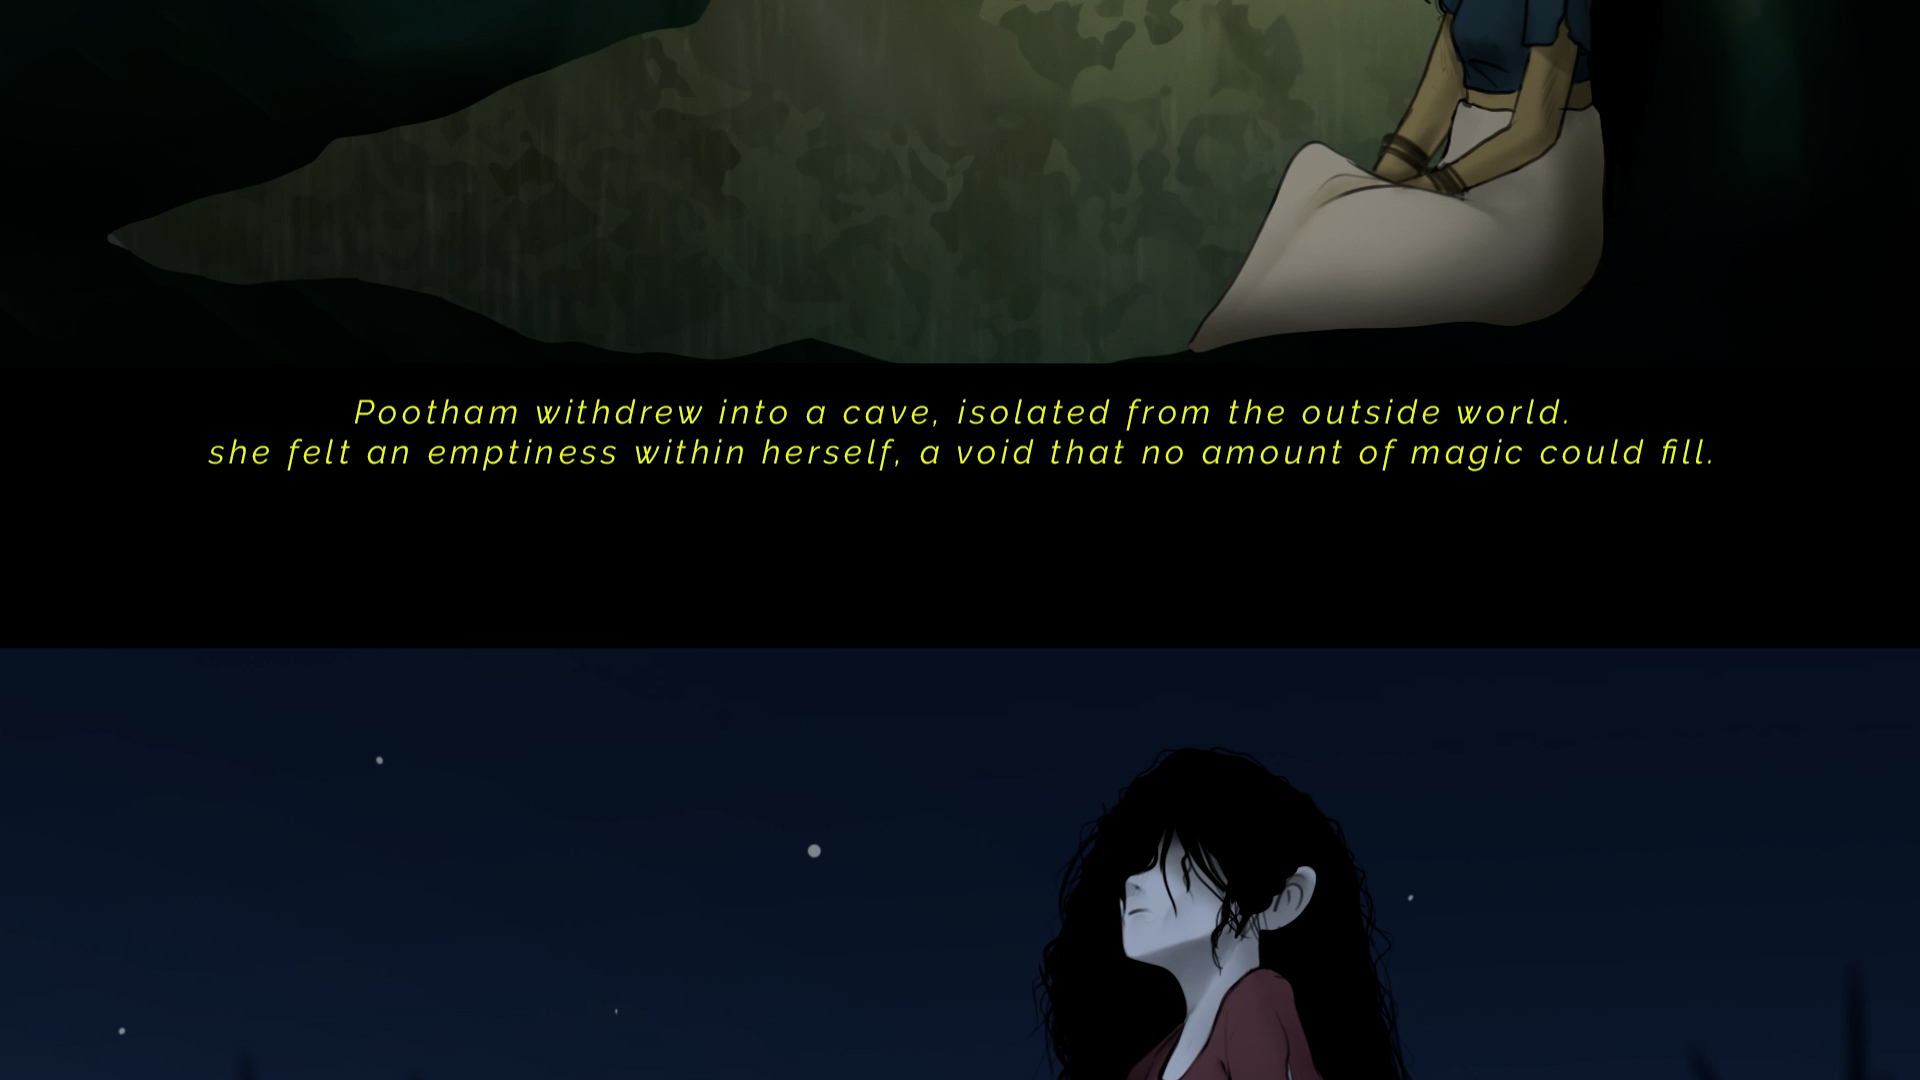 Pootham withdrew into a cave, isolated from the outside world.
she felt an emptiness within herself, a void that no amount of magic could fill.